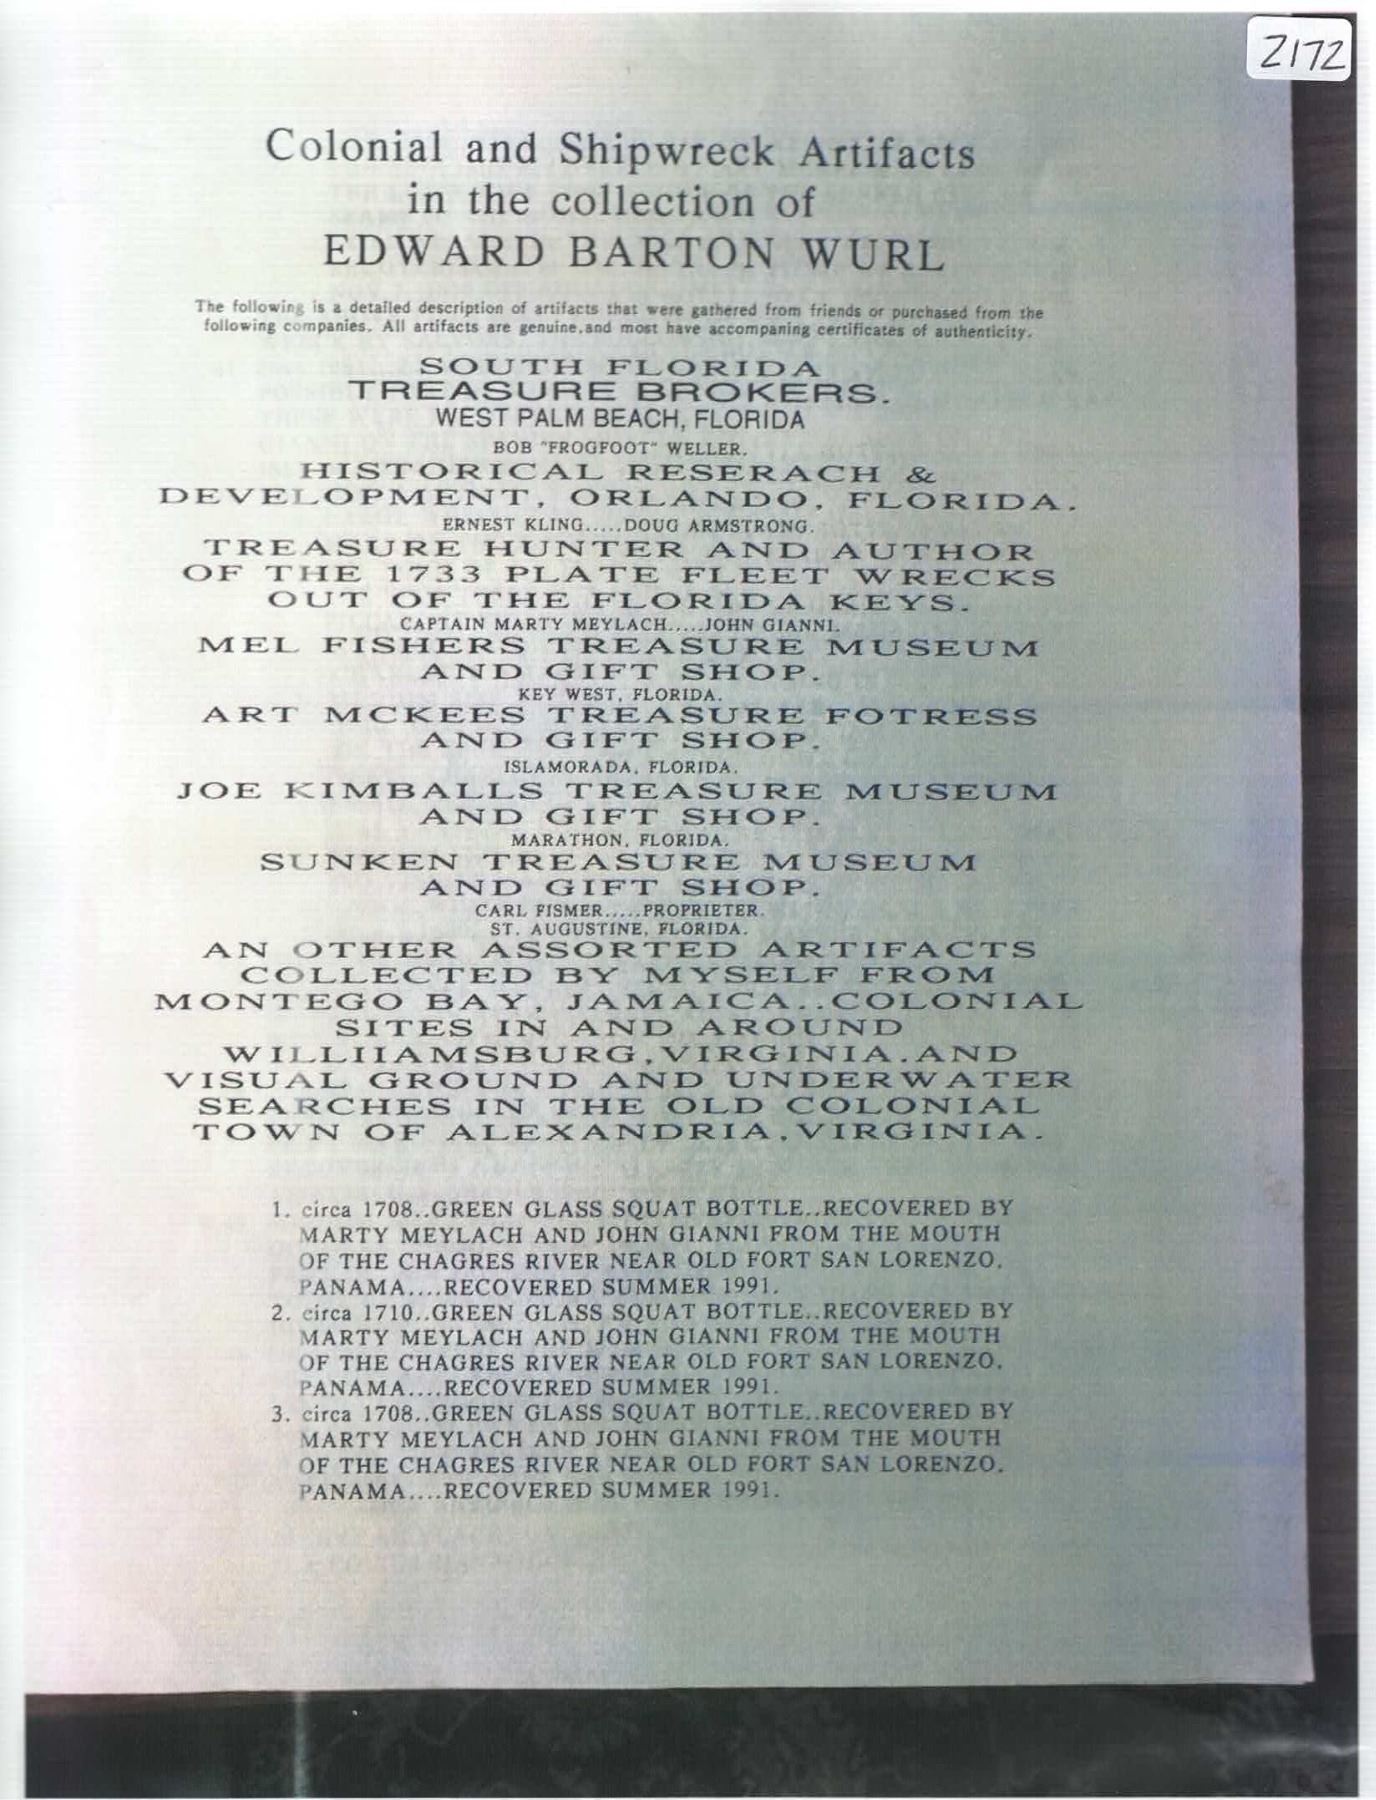 Z172
Colonial and Shipwreck Artifacts
in the collection of
EDWARD BARTON WURL
The following is a detailed description of artifacts that were gathered from friends or purchased from the
following companies. All artifacts are genuine,and most have accompaning certificates of authenticity.
SOUTH FLORIDA
TREASURE BROKERS.
WEST PALM BEACH, FLORIDA
BOB "FROGFOOT" WELLER.
HISTORICAL RESERACH &
DEVELOPMENT, ORLANDO, FLORIDA.
ERNEST KLING.....DOUG ARMSTRONG.
TREASURE HUNTER AND AUTHOR
OF THE 1733 PLATE FLEET WRECKS
OUT OF THE FLORIDA KEYS.
CAPTAIN MARTY MEYLACH.....JOHN GIANNI.
MEL FISHERS TREASURE MUSEUM
AND GIFT SHOP.
KEY WEST, FLORIDA.
ART MCKEES TREASURE FOTRESS
AND GIFT SHOP.
ISLAMORADA, FLORIDA.
JOE KIMBALLS TREASURE MUSEUM
AND GIFT SHOP.
MARATHON, FLORIDA.
SUNKEN TREASURE MUSEUM
AND GIFT SHOP.
CARL FISMER.....PROPRIETER.
ST. AUGUSTINE, FLORIDA.
AN OTHER ASSORTED ARTIFACTS
COLLECTED BY MYSELF FROM
MONTEGO BAY, JAMAICA..COLONIAL
SITES IN AND AROUND
WILLIIAMSBURG,VIRGINIA.AND
VISUAL GROUND AND UNDERWATER
SEARCHES IN THE OLD COLONIAL
TOWN OF ALEXANDRIA,VIRGINIA.
1. circa 1708..GREEN GLASS SQUAT BOTTLE..RECOVERED BY
MARTY MEYLACH AND JOHN GIANNI FROM THE MOUTH
OF THE CHAGRES RIVER NEAR OLD FORT SAN LORENZO,
PANAMA....RECOVERED SUMMER 1991.
2. circa 1710..GREEN GLASS SQUAT BOTTLE..RECOVERED BY
MARTY MEYLACH AND JOHN GIANNI FROM THE MOUTH
OF THE CHAGRES RIVER NEAR OLD FORT SAN LORENZO,
PANAMA....RECOVERED SUMMER 1991.
3. circa 1708..GREEN GLASS SQUAT BOTTLE..RECOVERED BY
MARTY MEYLACH AND JOHN GIANNI FROM THE MOUTH
OF THE CHAGRES RIVER NEAR OLD FORT SAN LORENZO,
PANAMA....RECOVERED SUMMER 1991.